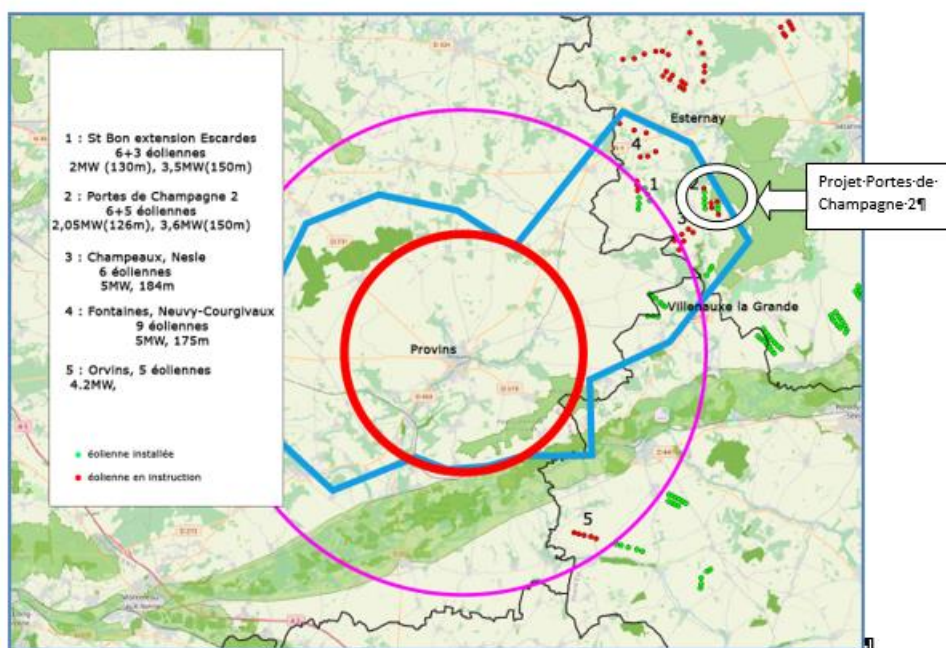 1 : St Bon extension Escardes
6+3 éoliennes
2MW (130m), 3,5MW(150m)
2 : Portes de Champagne 2
6+5 éoliennes
2,05MW(126m), 3,6MW(150m)
3 : Champeaux, Nesle
6 éoliennes
5MW, 184m
4 : Fontaines, Neuvy-Courgivaux
9 éoliennes
5MW, 175m
5 : Orvins, 5 éoliennes
4.2MW,
éolienne installée
éolienne en instruction
Esternay
4
1
2
3
Projet·Portes·de·
Champagne·2¶
Villenauxe la Grande
Provins
5
¶